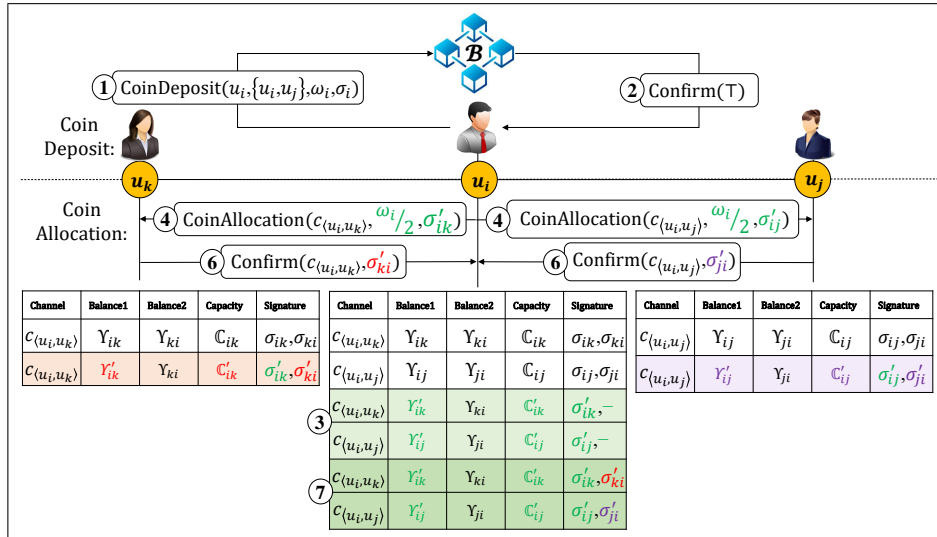 ℬ
① CoinDeposit(u_i,{u_i,u_j},ω_i,σ_i)
② Confirm(⊤)
Coin
Deposit:
u_k u_i u_j
Coin
Allocation:
④ CoinAllocation(c_⟨u_i,u_k⟩, ω_i/2, σ′_ik)
④ CoinAllocation(c_⟨u_i,u_j⟩, ω_i/2, σ′_ij)
⑥ Confirm(c_⟨u_i,u_k⟩,σ′_ki)
⑥ Confirm(c_⟨u_i,u_j⟩,σ′_ji)
Channel Balance1 Balance2 Capacity Signature
c_⟨u_i,u_k⟩ ϒ_ik ϒ_ki ℂ_ik σ_ik,σ_ki
c_⟨u_i,u_k⟩ ϒ′_ik ϒ_ki ℂ′_ik σ′_ik,σ′_ki
Channel Balance1 Balance2 Capacity Signature
c_⟨u_i,u_k⟩ ϒ_ik ϒ_ki ℂ_ik σ_ik,σ_ki
c_⟨u_i,u_j⟩ ϒ_ij ϒ_ji ℂ_ij σ_ij,σ_ji
③
c_⟨u_i,u_k⟩ ϒ′_ik ϒ_ki ℂ′_ik σ′_ik,–
c_⟨u_i,u_j⟩ ϒ′_ij ϒ_ji ℂ′_ij σ′_ij,–
⑦
c_⟨u_i,u_k⟩ ϒ′_ik ϒ_ki ℂ′_ik σ′_ik,σ′_ki
c_⟨u_i,u_j⟩ ϒ′_ij ϒ_ji ℂ′_ij σ′_ij,σ′_ji
Channel Balance1 Balance2 Capacity Signature
c_⟨u_i,u_j⟩ ϒ_ij ϒ_ji ℂ_ij σ_ij,σ_ji
c_⟨u_i,u_j⟩ ϒ′_ij ϒ_ji ℂ′_ij σ′_ij,σ′_ji